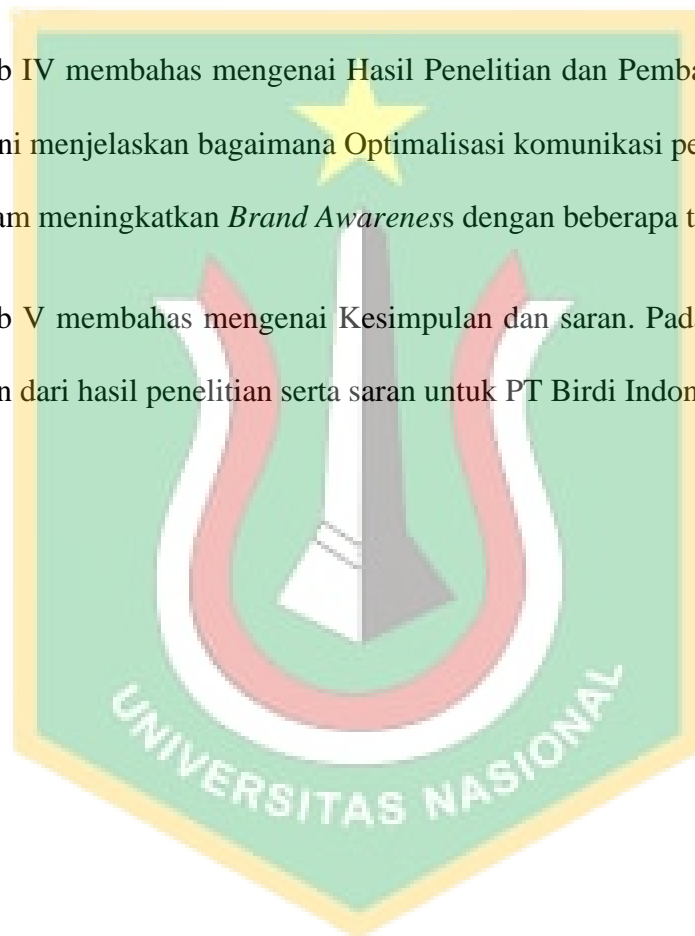 b IV membahas mengenai Hasil Penelitian dan Pemba
ni menjelaskan bagaimana Optimalisasi komunikasi pe
am meningkatkan Brand Awareness dengan beberapa t
b V membahas mengenai Kesimpulan dan saran. Pad
n dari hasil penelitian serta saran untuk PT Birdi Indon
UNIVERSITAS NASIONAL